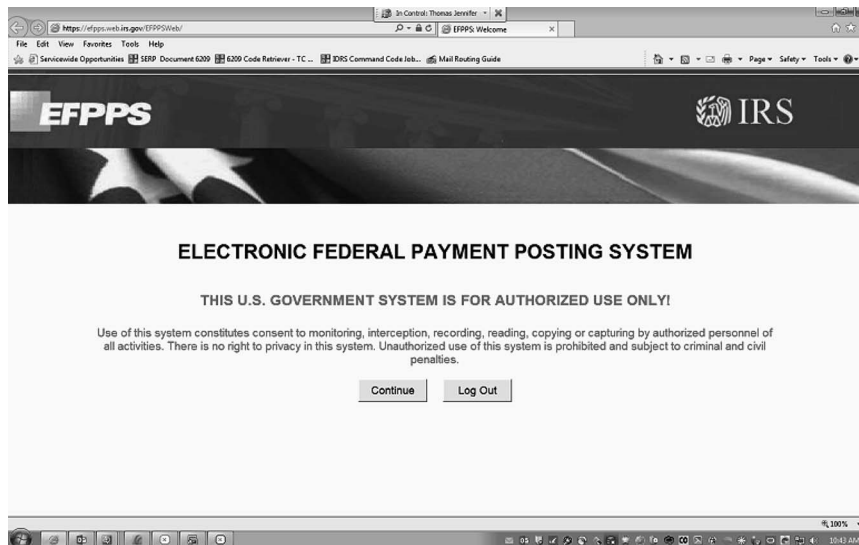 In Control: Thomas Jennifer
https://efpps.web.irs.gov/EFPPSWeb/
EFPPS: Welcome
File Edit View Favorites Tools Help
Servicewide Opportunities SERP Document 6209 6209 Code Retriever - TC ... IDRS Command Code Job... Mail Routing Guide Page Safety Tools
EFPPS IRS
ELECTRONIC FEDERAL PAYMENT POSTING SYSTEM
THIS U.S. GOVERNMENT SYSTEM IS FOR AUTHORIZED USE ONLY!
Use of this system constitutes consent to monitoring, interception, recording, reading, copying or capturing by authorized personnel of
all activities. There is no right to privacy in this system. Unauthorized use of this system is prohibited and subject to criminal and civil
penalties.
Continue Log Out
100%
10:43 AM